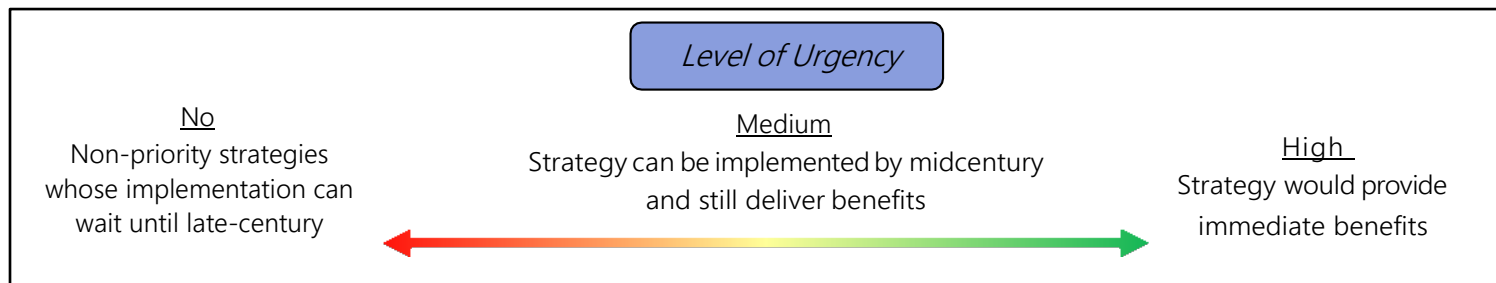 Level of Urgency
No
Non-priority strategies
whose implementation can
wait until late-century
Medium
Strategy can be implemented by midcentury
and still deliver benefits
High
Strategy would provide
immediate benefits